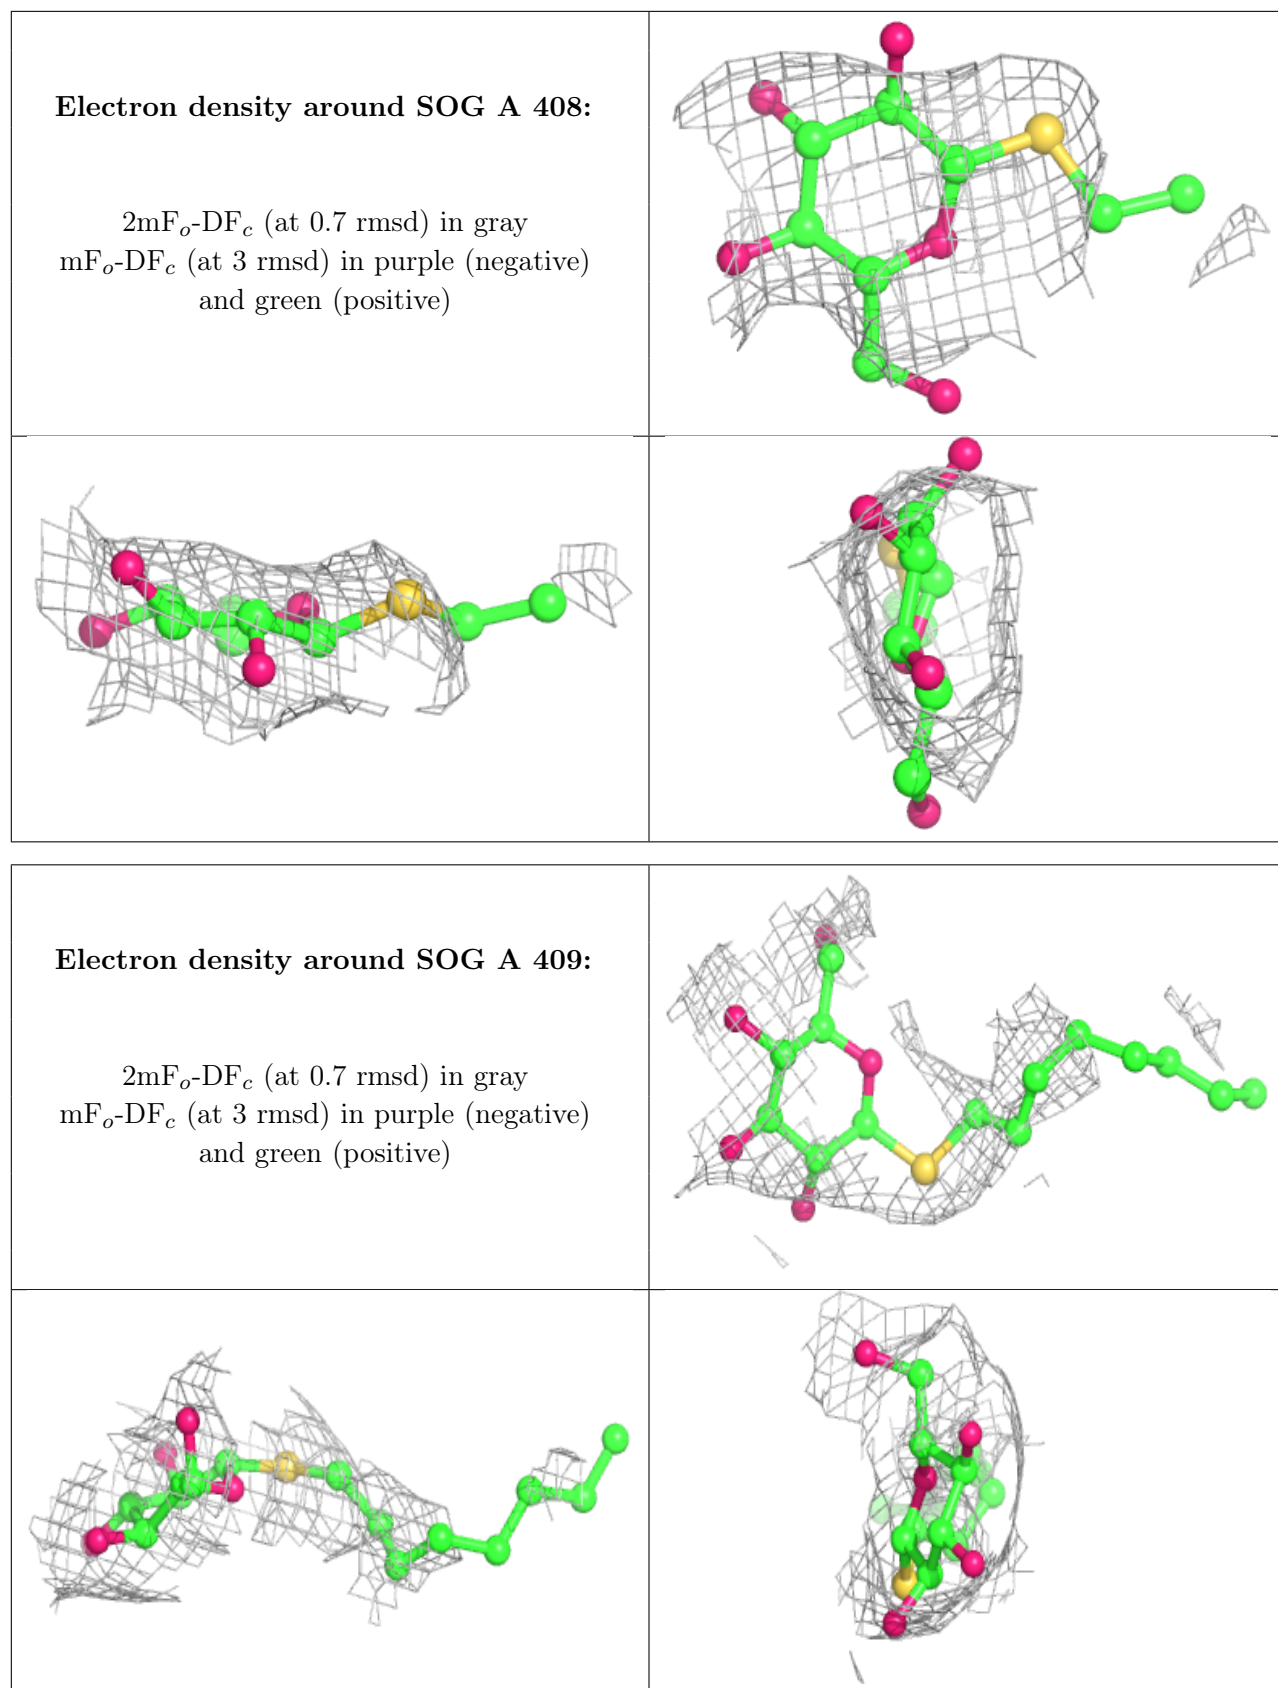 Electron density around SOG A 408:
2mFo-DFc (at 0.7 rmsd) in gray
mFo-DFc (at 3 rmsd) in purple (negative)
and green (positive)
Electron density around SOG A 409:
2mFo-DFc (at 0.7 rmsd) in gray
mFo-DFc (at 3 rmsd) in purple (negative)
and green (positive)